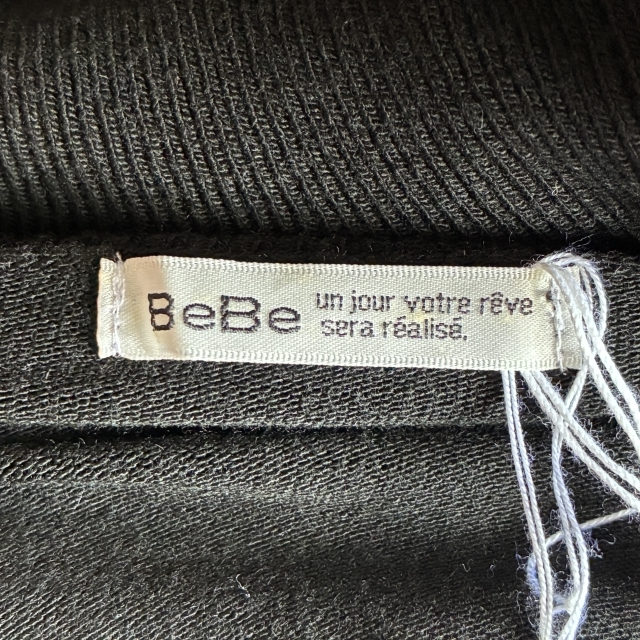 BeBe
un jour votre rêve
sera réalisé.